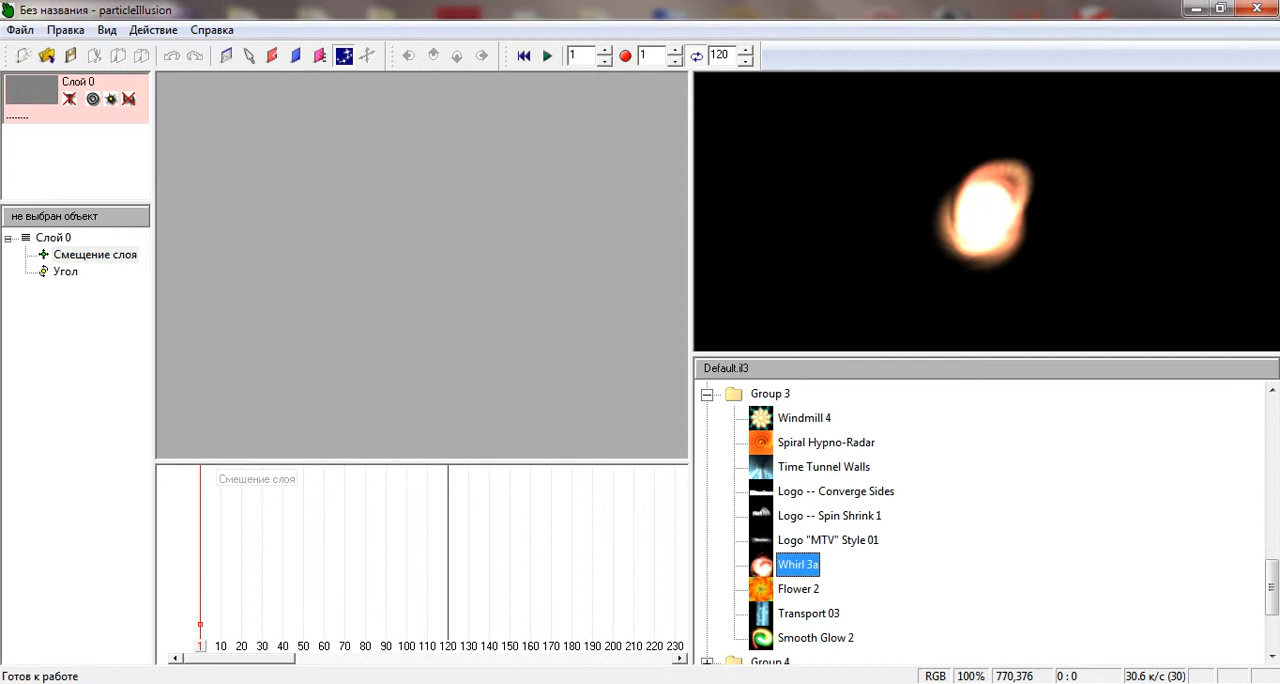 Без названия - particleIllusion
Файл Правка Вид Действие Справка
1 1 120
Слой 0
не выбран объект
Слой 0
Смещение слоя
Угол
Смещение слоя
1 10 20 30 40 50 60 70 80 90 100 110 120 130 140 150 160 170 180 190 200 210 220 230
Default.il3
Group 3
Windmill 4
Spiral Hypno-Radar
Time Tunnel Walls
Logo -- Converge Sides
Logo -- Spin Shrink 1
Logo "MTV" Style 01
Whirl 3a
Flower 2
Transport 03
Smooth Glow 2
Group 4
Готов к работе
RGB 100% 770,376 0 : 0 30.6 к/с (30)